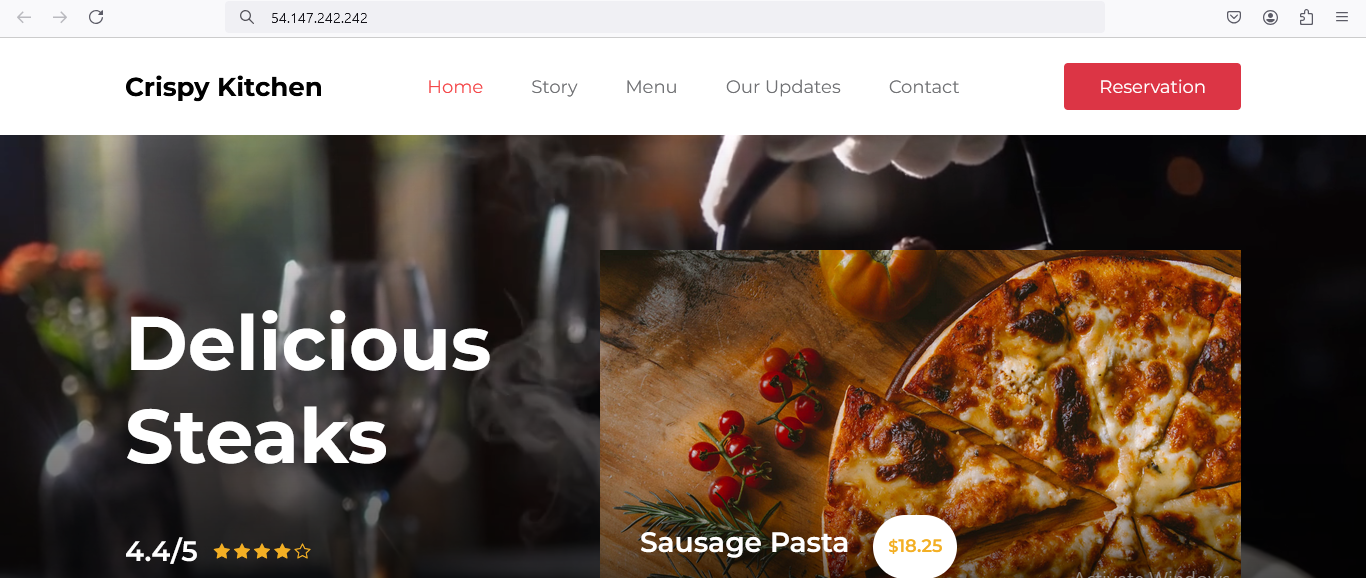 54.147.242.242
Crispy Kitchen
Home
Story
Menu
Our Updates
Contact
Reservation
Delicious
Steaks
4.4/5
Sausage Pasta
$18.25
Activate Windows